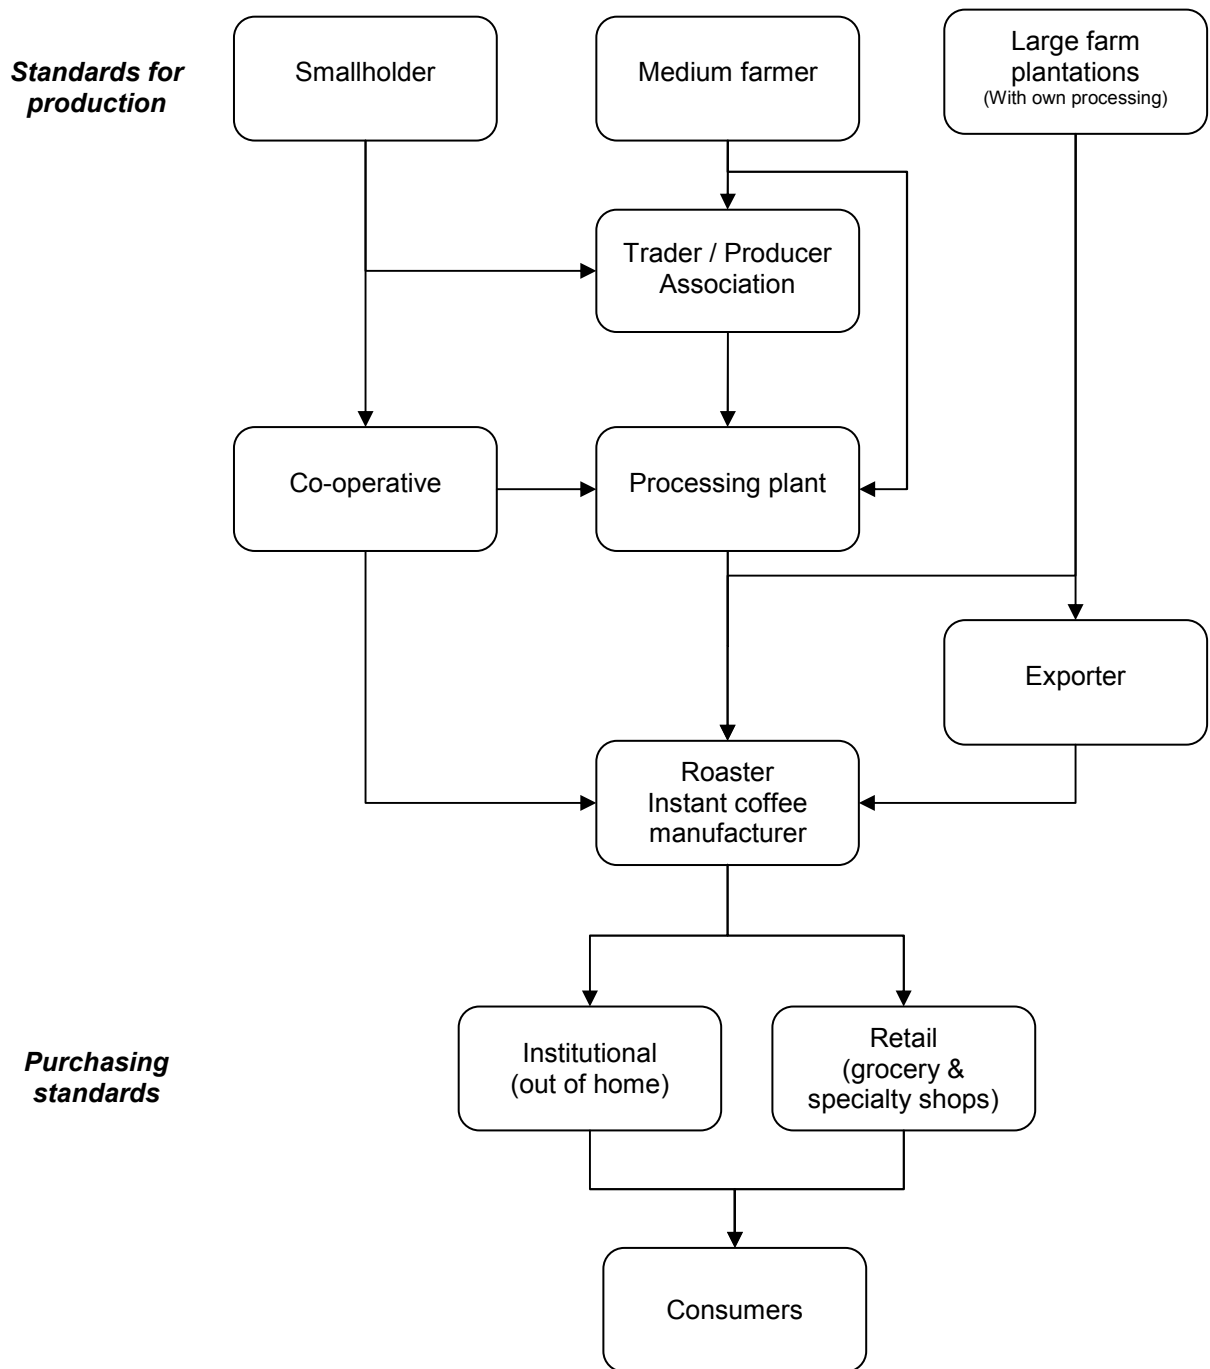 Standards for
production
Smallholder
Medium farmer
Large farm
plantations
(With own processing)
Trader / Producer
Association
Co-operative
Processing plant
Exporter
Roaster
Instant coffee
manufacturer
Purchasing
standards
Institutional
(out of home)
Retail
(grocery &
specialty shops)
Consumers